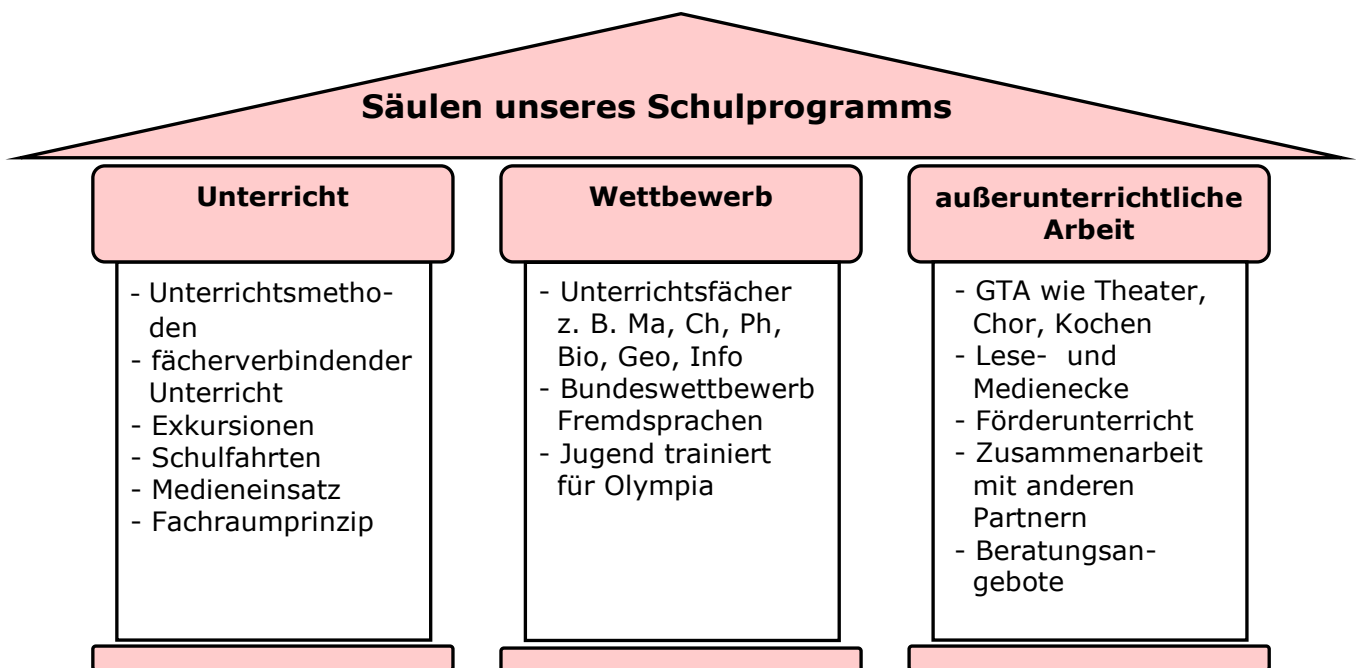 Säulen unseres Schulprogramms
Unterricht
- Unterrichtsmetho-
den
- fächerverbindender
Unterricht
- Exkursionen
- Schulfahrten
- Medieneinsatz
- Fachraumprinzip
Wettbewerb
- Unterrichtsfächer
z. B. Ma, Ch, Ph,
Bio, Geo, Info
- Bundeswettbewerb
Fremdsprachen
- Jugend trainiert
für Olympia
außerunterrichtliche
Arbeit
- GTA wie Theater,
Chor, Kochen
- Lese- und
Medienecke
- Förderunterricht
- Zusammenarbeit
mit anderen
Partnern
- Beratungsan-
gebote